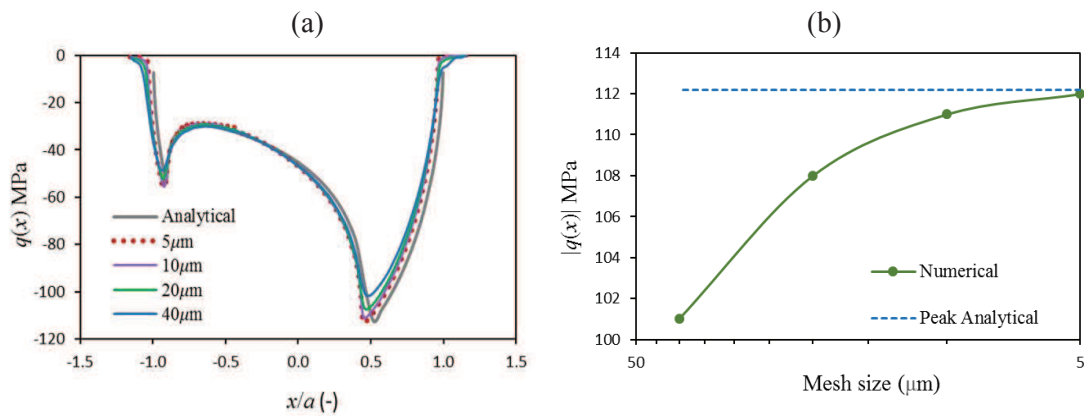 (a)
0
-20
-40
-60
-80
-100
-120
q(x) MPa
Analytical
5μm
10μm
20μm
40μm
-1.5
-1.0
-0.5
0.0
0.5
1.0
1.5
x/a (-)
(b)
114
112
110
108
106
104
102
100
|q(x)| MPa
Numerical
Peak Analytical
50
5
Mesh size (μm)